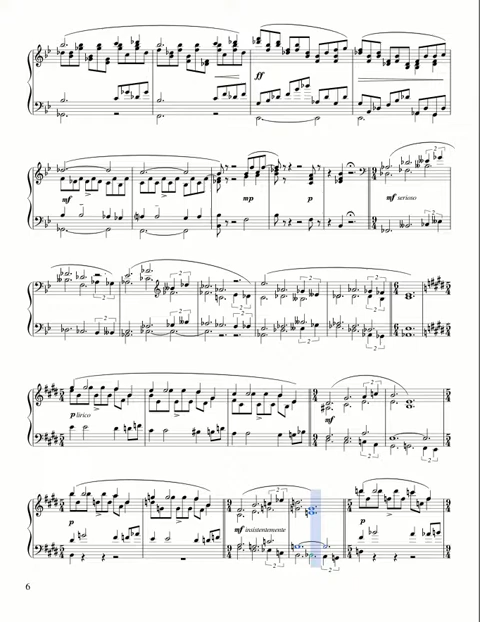 ff
mf mp p mf serioso
p lirico
mf
p mf insistentemente p
6